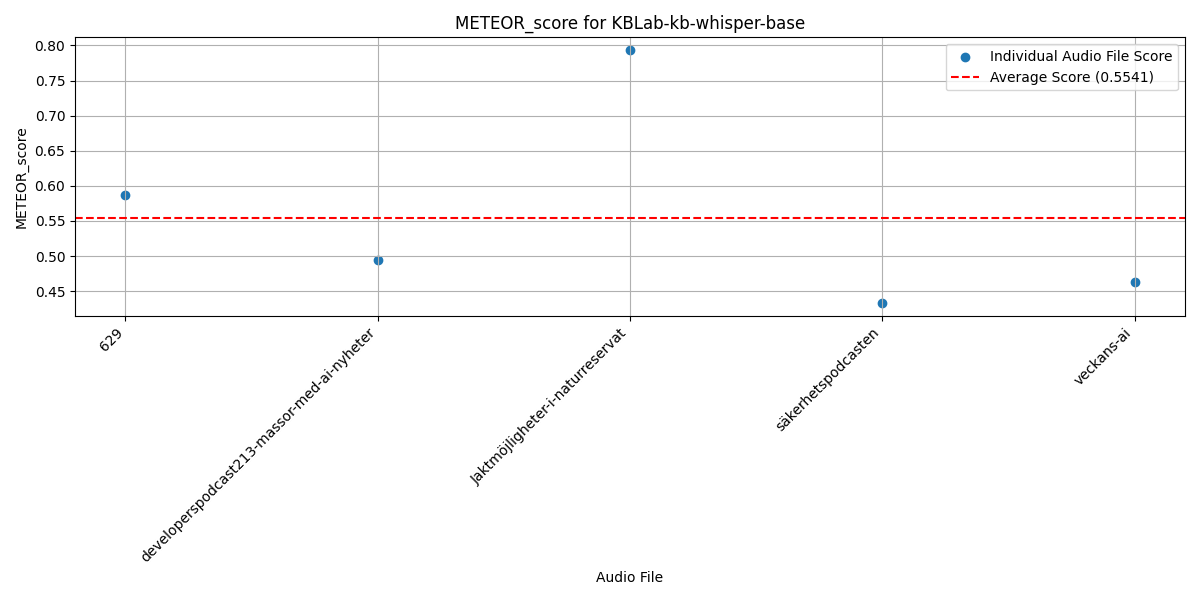 METEOR_score for KBLab-kb-whisper-base
Individual Audio File Score
Average Score (0.5541)
METEOR_score
0.80
0.75
0.70
0.65
0.60
0.55
0.50
0.45
629
developerspodcast213-massor-med-ai-nyheter
Jaktmöjligheter-i-naturreservat
säkerhetspodcasten
veckans-ai
Audio File